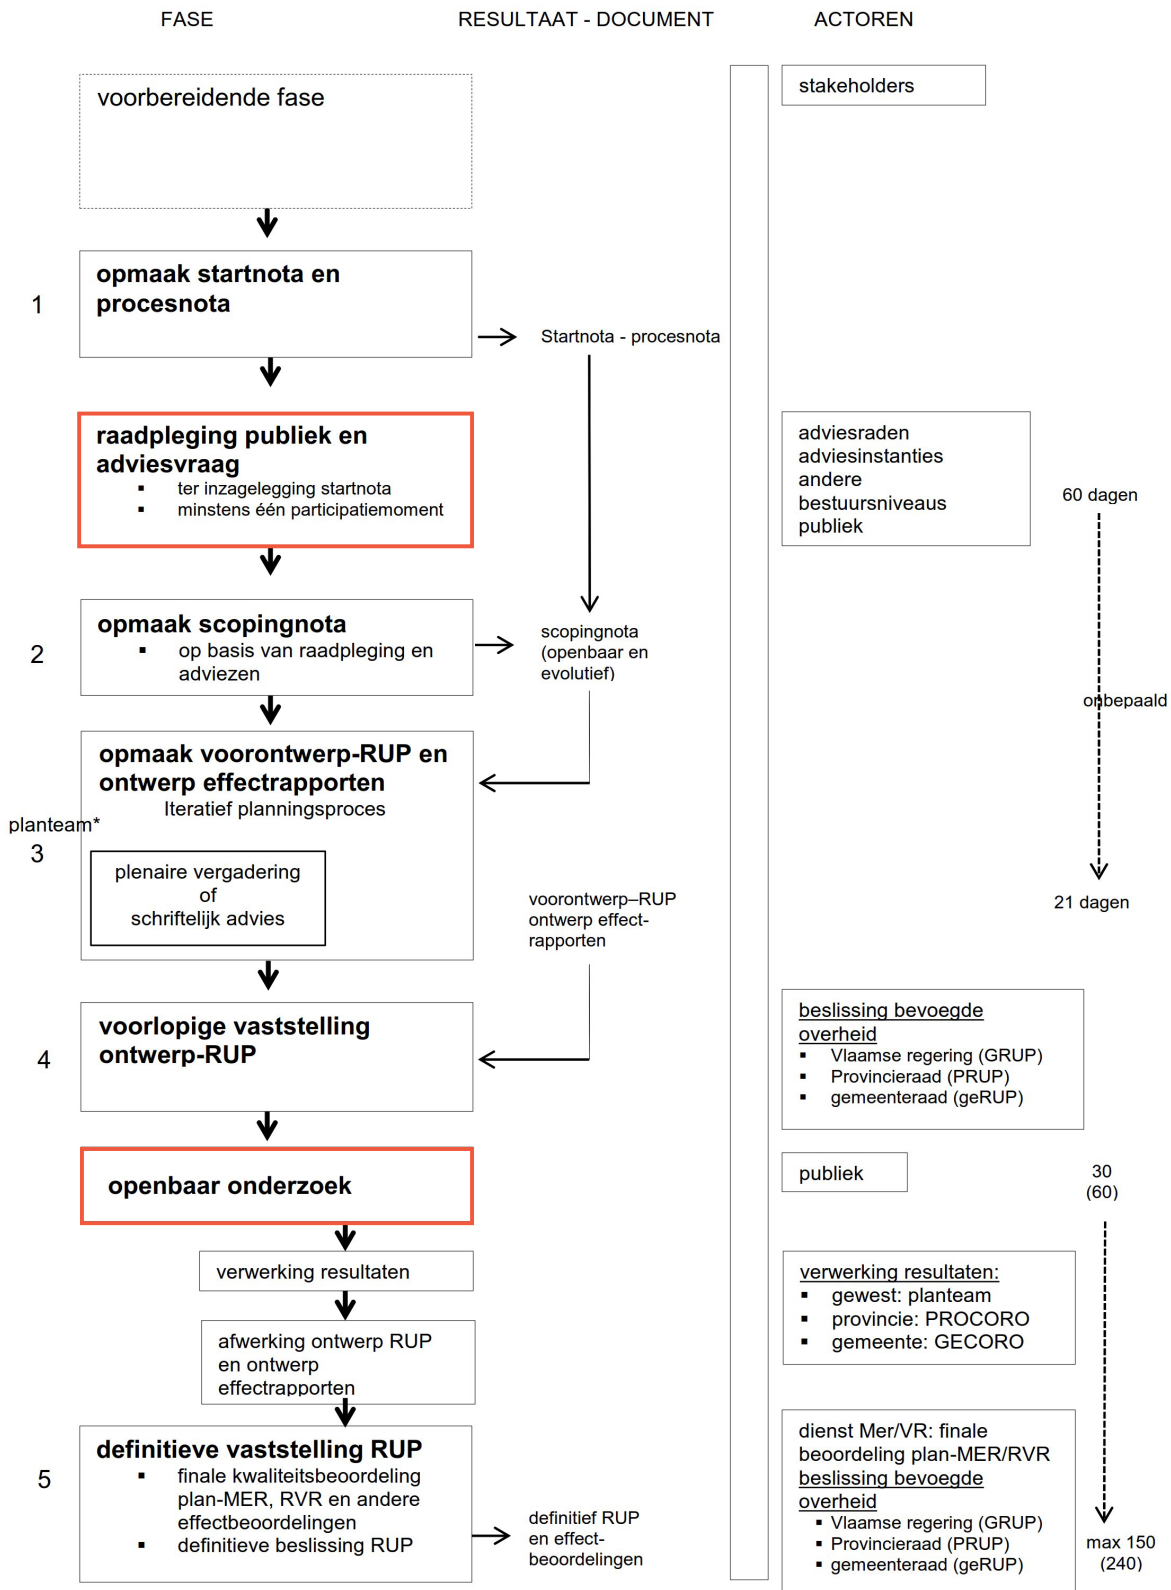 FASE
RESULTAAT - DOCUMENT
ACTOREN
voorbereidende fase
stakeholders
1
opmaak startnota en
procesnota
Startnota - procesnota
raadpleging publiek en
adviesvraag
▪ ter inzagelegging startnota
▪ minstens één participatiemoment
adviesraden
adviesinstanties
andere
bestuursniveaus
publiek
60 dagen
2
opmaak scopingnota
▪ op basis van raadpleging en
adviezen
scopingnota
(openbaar en
evolutief)
onbepaald
opmaak voorontwerp-RUP en
ontwerp effectrapporten
Iteratief planningsproces
planteam*
3
plenaire vergadering
of
schriftelijk advies
voorontwerp–RUP
ontwerp effect-
rapporten
21 dagen
4
voorlopige vaststelling
ontwerp-RUP
beslissing bevoegde
overheid
▪ Vlaamse regering (GRUP)
▪ Provincieraad (PRUP)
▪ gemeenteraad (geRUP)
openbaar onderzoek
publiek
30
(60)
verwerking resultaten
verwerking resultaten:
▪ gewest: planteam
▪ provincie: PROCORO
▪ gemeente: GECORO
afwerking ontwerp RUP
en ontwerp
effectrapporten
5
definitieve vaststelling RUP
▪ finale kwaliteitsbeoordeling
plan-MER, RVR en andere
effectbeoordelingen
▪ definitieve beslissing RUP
definitief RUP
en effect-
beoordelingen
dienst Mer/VR: finale
beoordeling plan-MER/RVR
beslissing bevoegde
overheid
▪ Vlaamse regering (GRUP)
▪ Provincieraad (PRUP)
▪ gemeenteraad (geRUP)
max 150
(240)